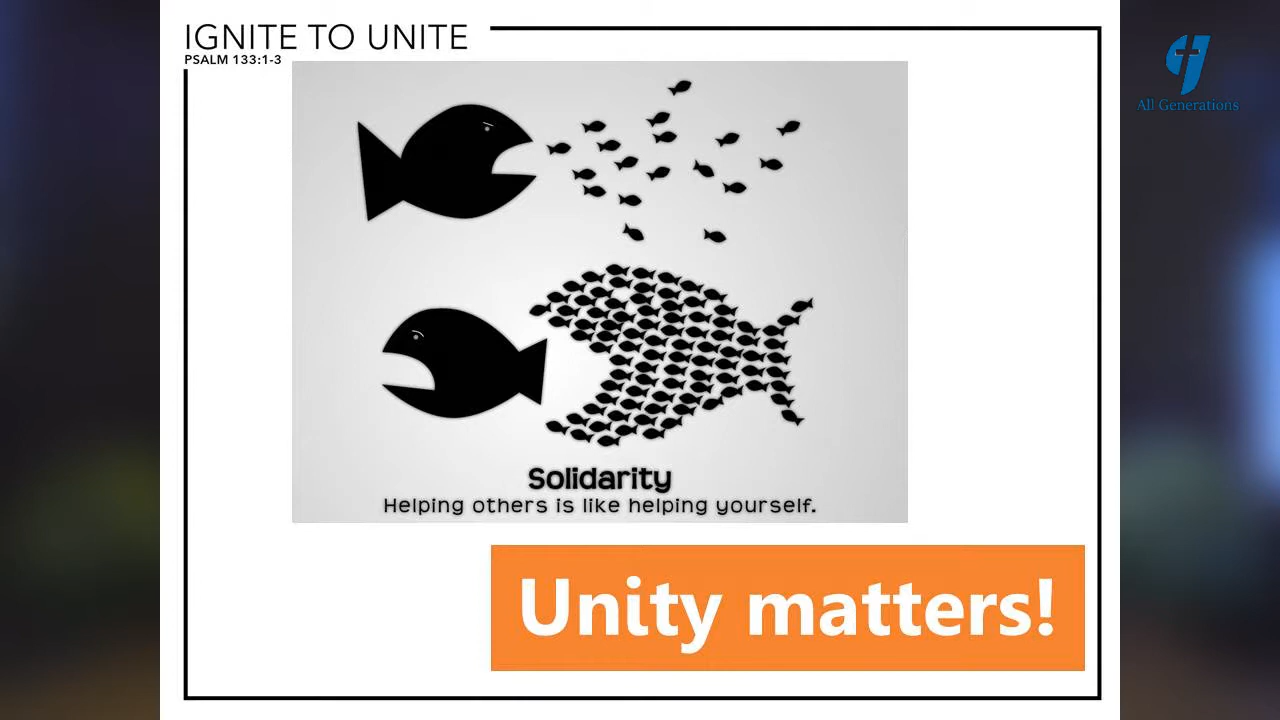 IGNITE TO UNITE
PSALM 133:1-3
All Generations
Solidarity
Helping others is like helping yourself.
Unity matters!